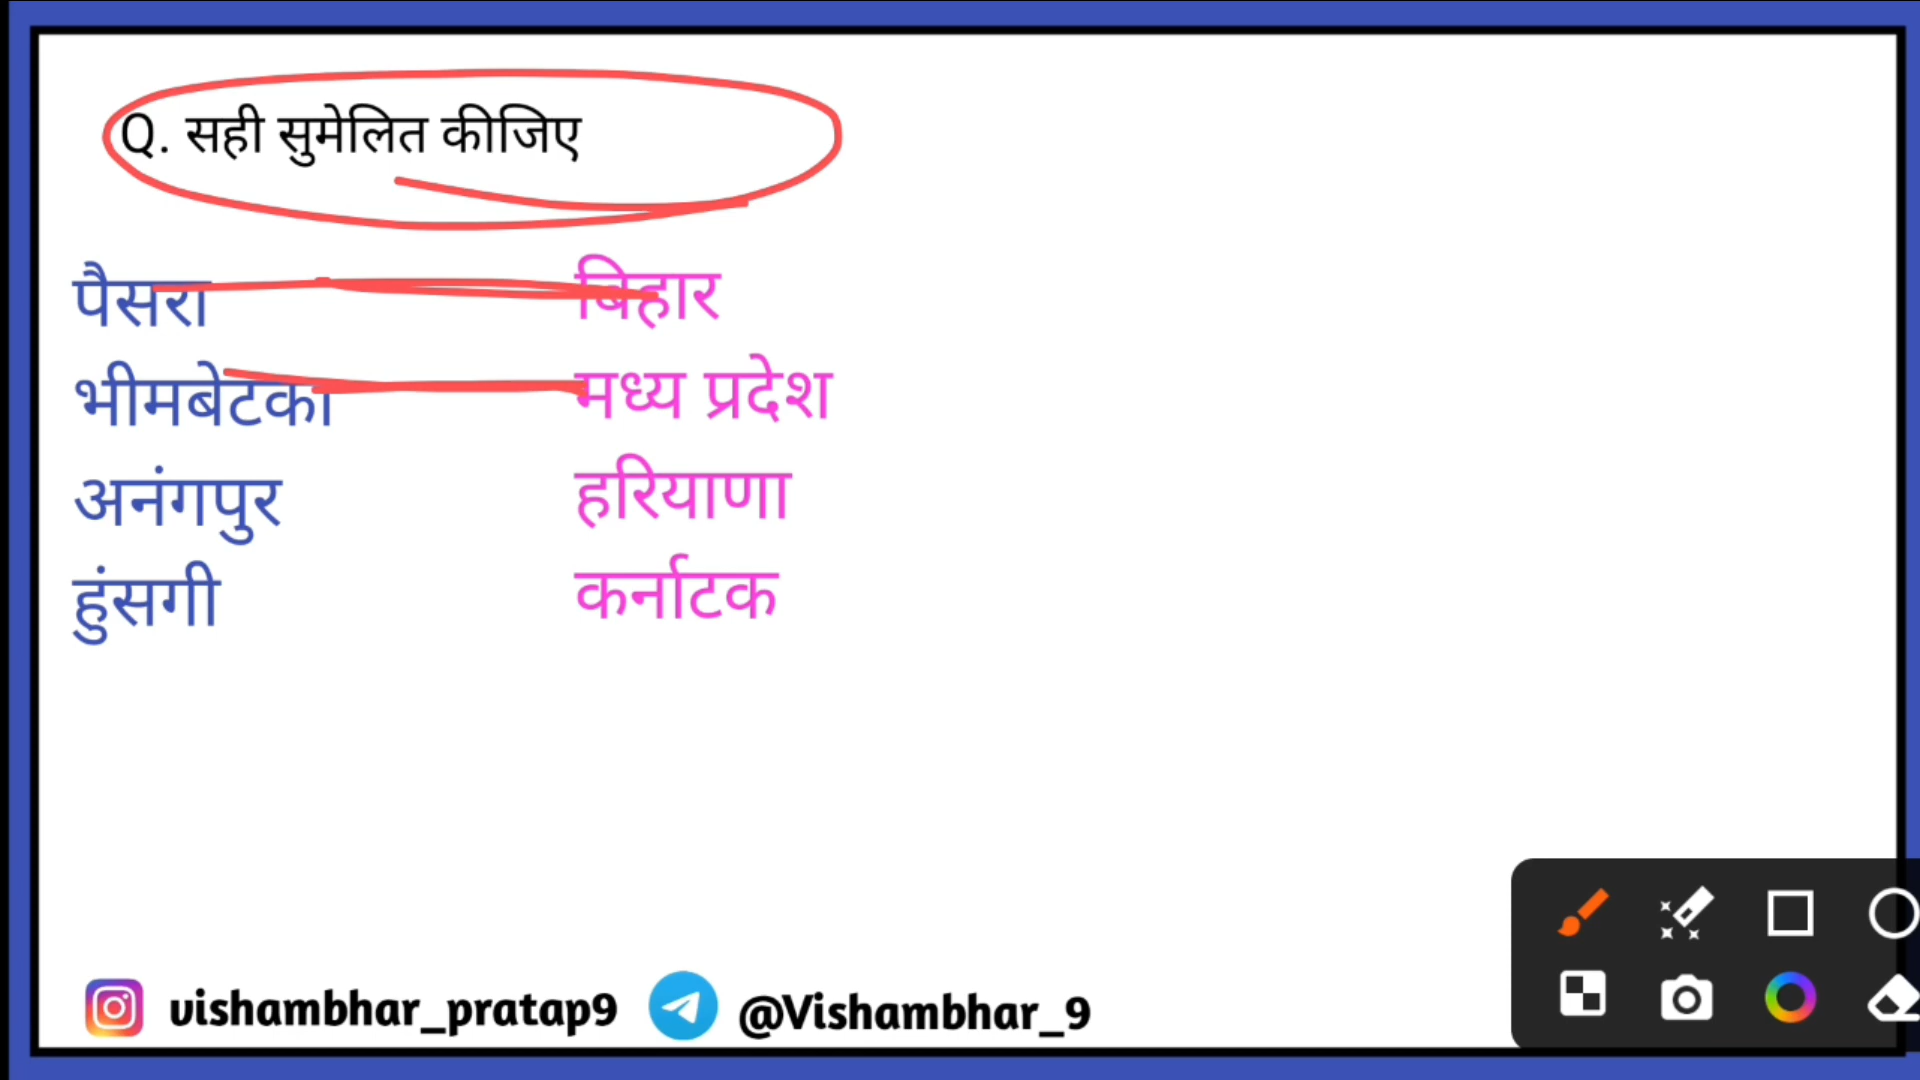 Q. सही सुमेलित कीजिए
पैसरा बिहार
भीमबेटका मध्य प्रदेश
अनंगपुर हरियाणा
हुंसगी कर्नाटक
vishambhar_pratap9 @Vishambhar_9